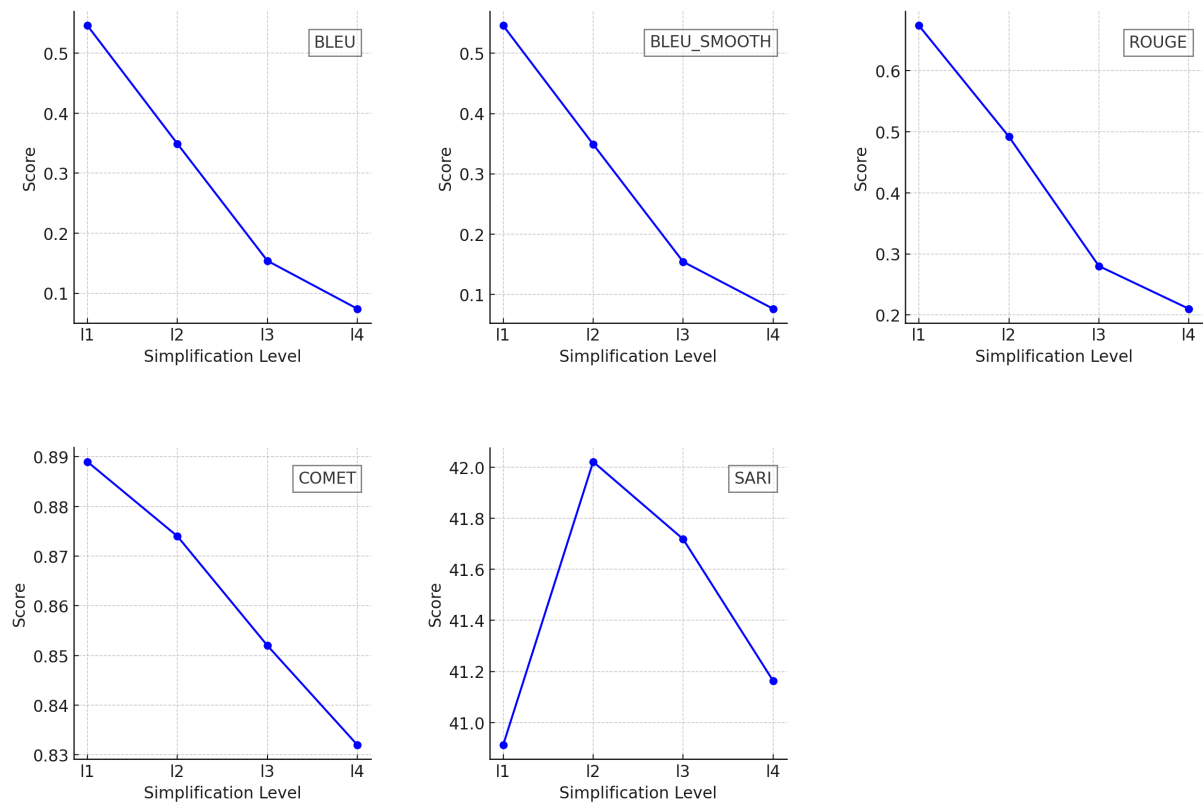 BLEU
0.5
0.4
0.3
0.2
0.1
Score
l1 l2 l3 l4
Simplification Level
BLEU_SMOOTH
0.5
0.4
0.3
0.2
0.1
Score
l1 l2 l3 l4
Simplification Level
ROUGE
0.6
0.5
0.4
0.3
0.2
Score
l1 l2 l3 l4
Simplification Level
COMET
0.89
0.88
0.87
0.86
0.85
0.84
0.83
Score
l1 l2 l3 l4
Simplification Level
SARI
42.0
41.8
41.6
41.4
41.2
41.0
Score
l1 l2 l3 l4
Simplification Level